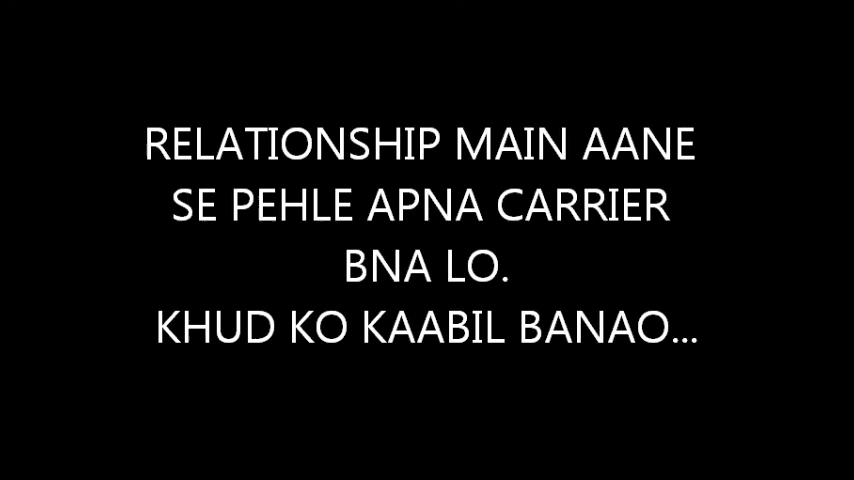 RELATIONSHIP MAIN AANE
SE PEHLE APNA CARRIER
BNA LO.
KHUD KO KAABIL BANAO...